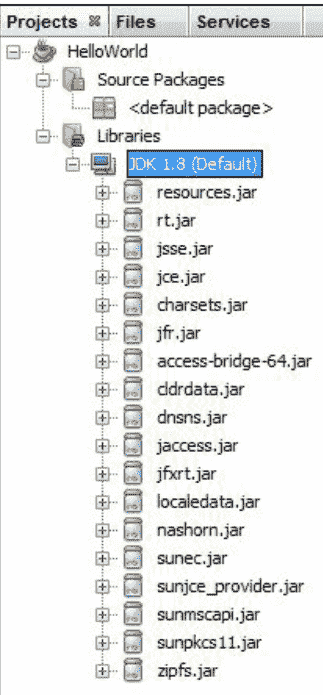 Projects Files Services
HelloWorld
Source Packages
<default package>
Libraries
JDK 1.8 (Default)
resources.jar
rt.jar
jsse.jar
jce.jar
charsets.jar
jfr.jar
access-bridge-64.jar
cldrdata.jar
dnsns.jar
jaccess.jar
jfxrt.jar
localedata.jar
nashorn.jar
sunec.jar
sunjce_provider.jar
sunmscapi.jar
sunpkcs11.jar
zipfs.jar